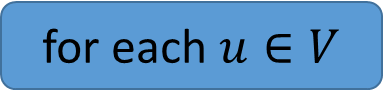 for each 𝑢 ∈ 𝑉